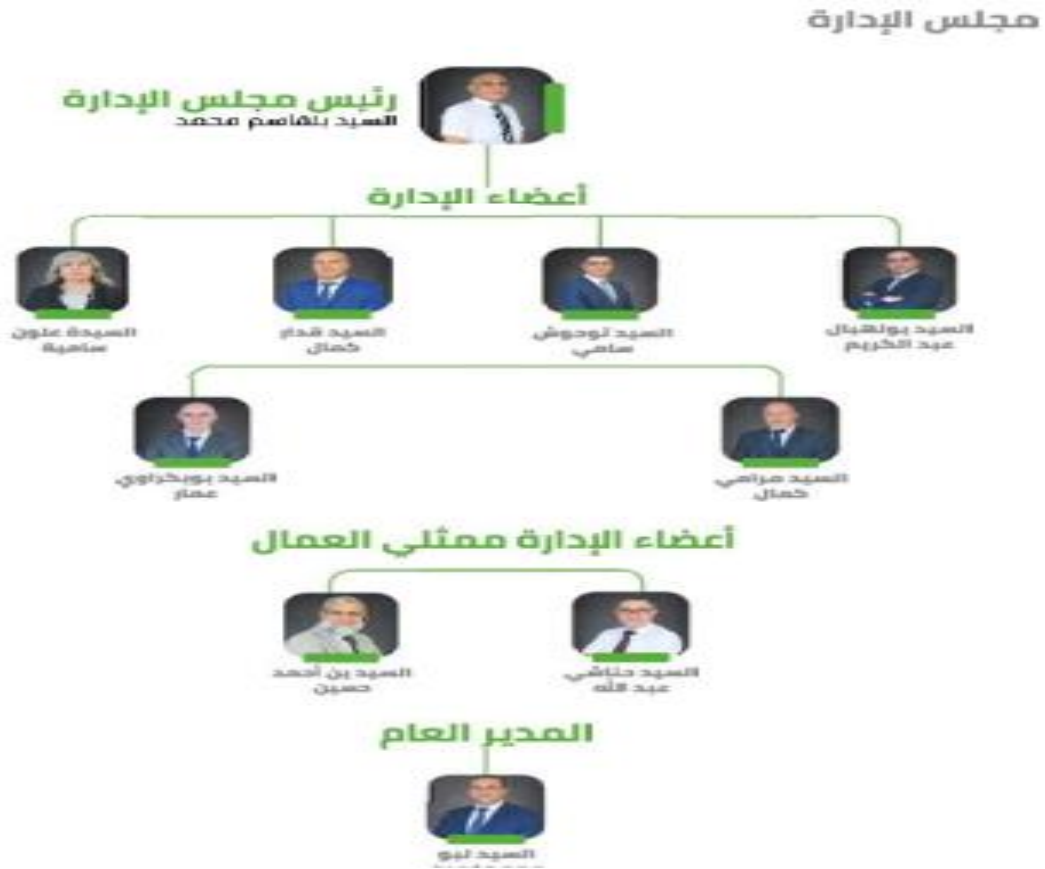 مجلس الإدارة
رئيس مجلس الإدارة
السيد بلقاسم محمد
أعضاء الإدارة
السيد بولهبال
عبد الكريم
السيد توحوش
سامي
السيد قدار
كمال
السيدة علون
سامية
السيد مرامي
كمال
السيد بوبكراوي
عمار
أعضاء الإدارة ممثلي العمال
السيد حناشي
عبد الله
السيد بن أحمد
حسين
المدير العام
السيد لبو